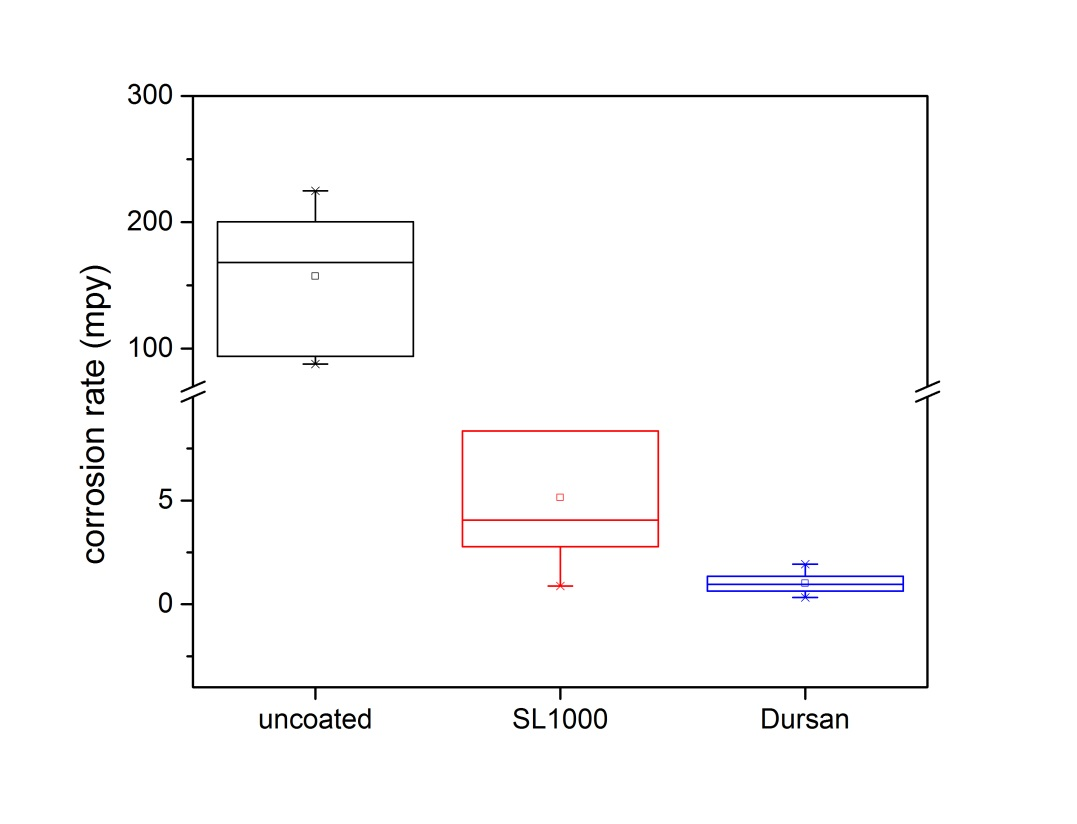 300
200
100
5
0
corrosion rate (mpy)
uncoated
SL1000
Dursan